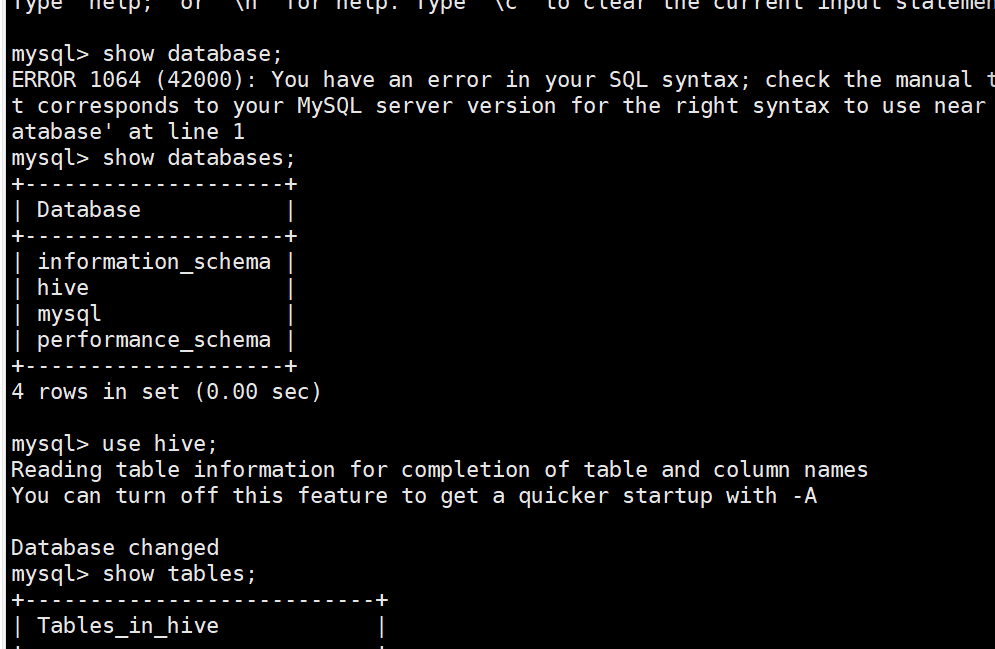 Type 'help;' or '\h' for help. Type '\c' to clear the current input
mysql> show database;
ERROR 1064 (42000): You have an error in your SQL syntax; check the manual
t corresponds to your MySQL server version for the right syntax to use near
atabase' at line 1
mysql> show databases;
+--------------------+
| Database           |
+--------------------+
| information_schema |
| hive               |
| mysql              |
| performance_schema |
+--------------------+
4 rows in set (0.00 sec)
mysql> use hive;
Reading table information for completion of table and column names
You can turn off this feature to get a quicker startup with -A
Database changed
mysql> show tables;
+---------------------------+
| Tables_in_hive            |